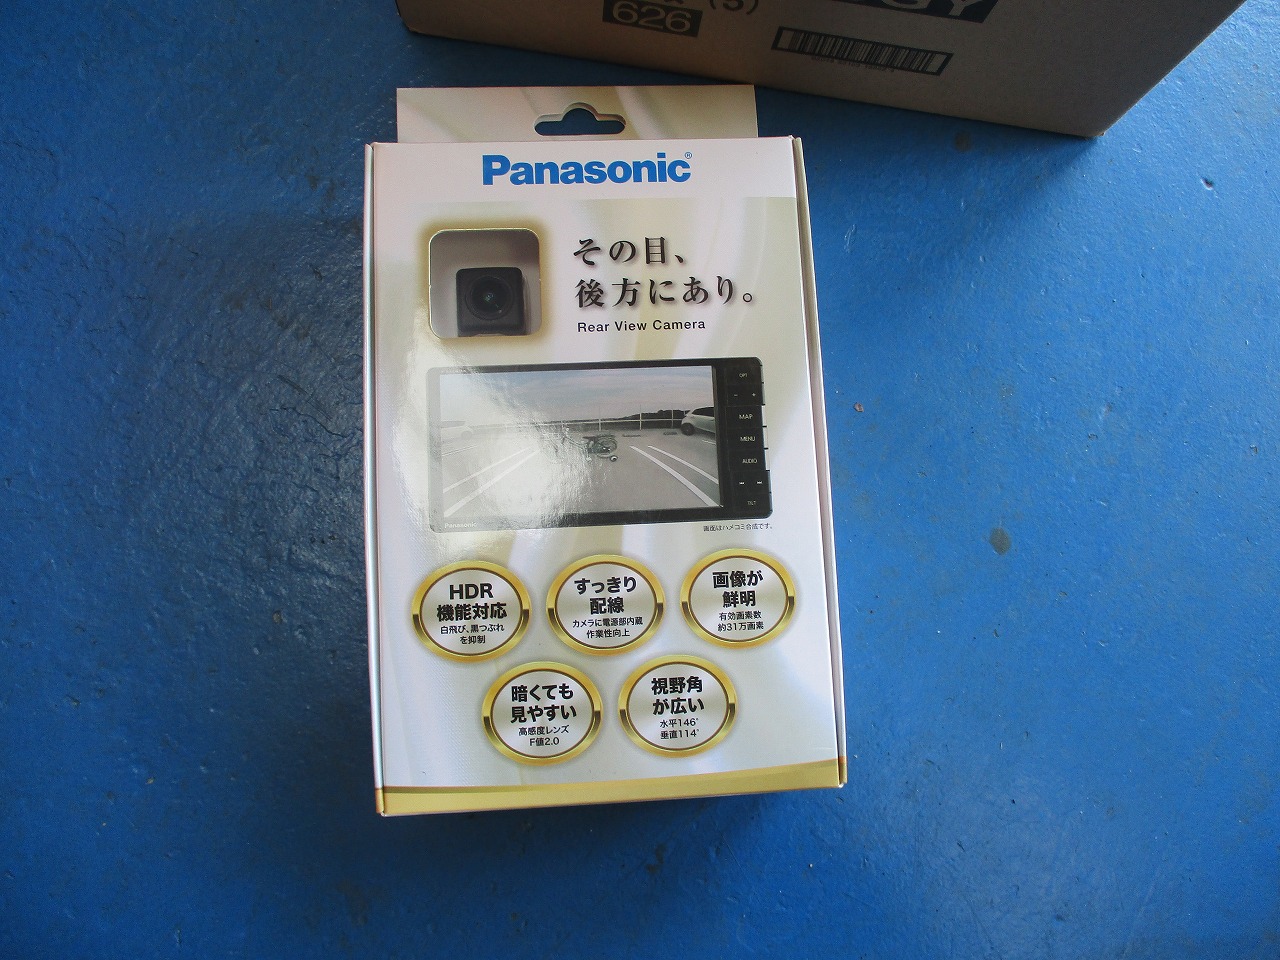 (5)
626
Panasonic®
その目、
後方にあり。
Rear View Camera
OPT
- +
MAP
MENU
AUDIO
TILT
Panasonic
画面はハメコミ合成です。
HDR
機能対応
白飛び、黒つぶれ
を抑制
すっきり
配線
カメラに電源部内蔵
作業性向上
画像が
鮮明
有効画素数
約31万画素
暗くても
見やすい
高感度レンズ
F値2.0
視野角
が広い
水平146°
垂直114°